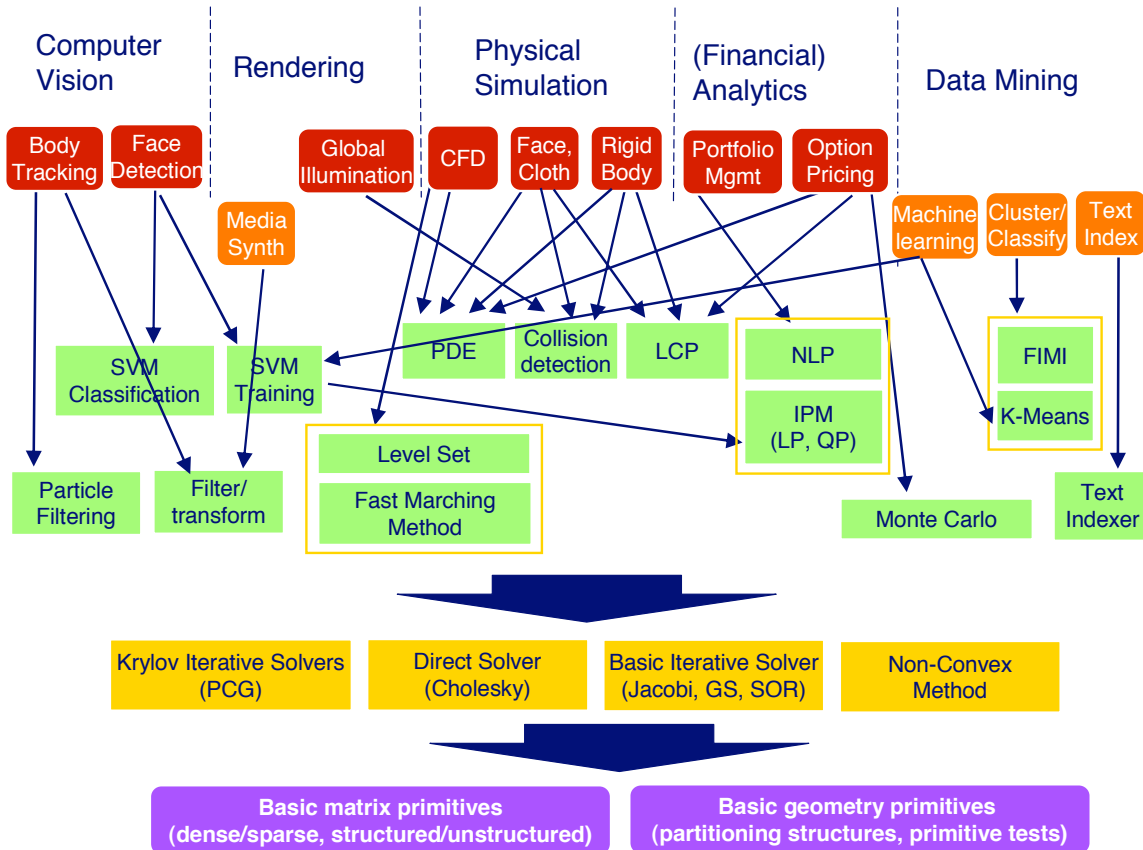 Computer
Vision
Rendering
Physical
Simulation
(Financial)
Analytics
Data Mining
Body
Tracking
Face
Detection
Global
Illumination
CFD
Face,
Cloth
Rigid
Body
Portfolio
Mgmt
Option
Pricing
Media
Synth
Machine
learning
Cluster/
Classify
Text
Index
SVM
Classification
SVM
Training
PDE
Collision
detection
LCP
NLP
IPM
(LP, QP)
FIMI
K-Means
Level Set
Fast Marching
Method
Particle
Filtering
Filter/
transform
Monte Carlo
Text
Indexer
Krylov Iterative Solvers
(PCG)
Direct Solver
(Cholesky)
Basic Iterative Solver
(Jacobi, GS, SOR)
Non-Convex
Method
Basic matrix primitives
(dense/sparse, structured/unstructured)
Basic geometry primitives
(partitioning structures, primitive tests)